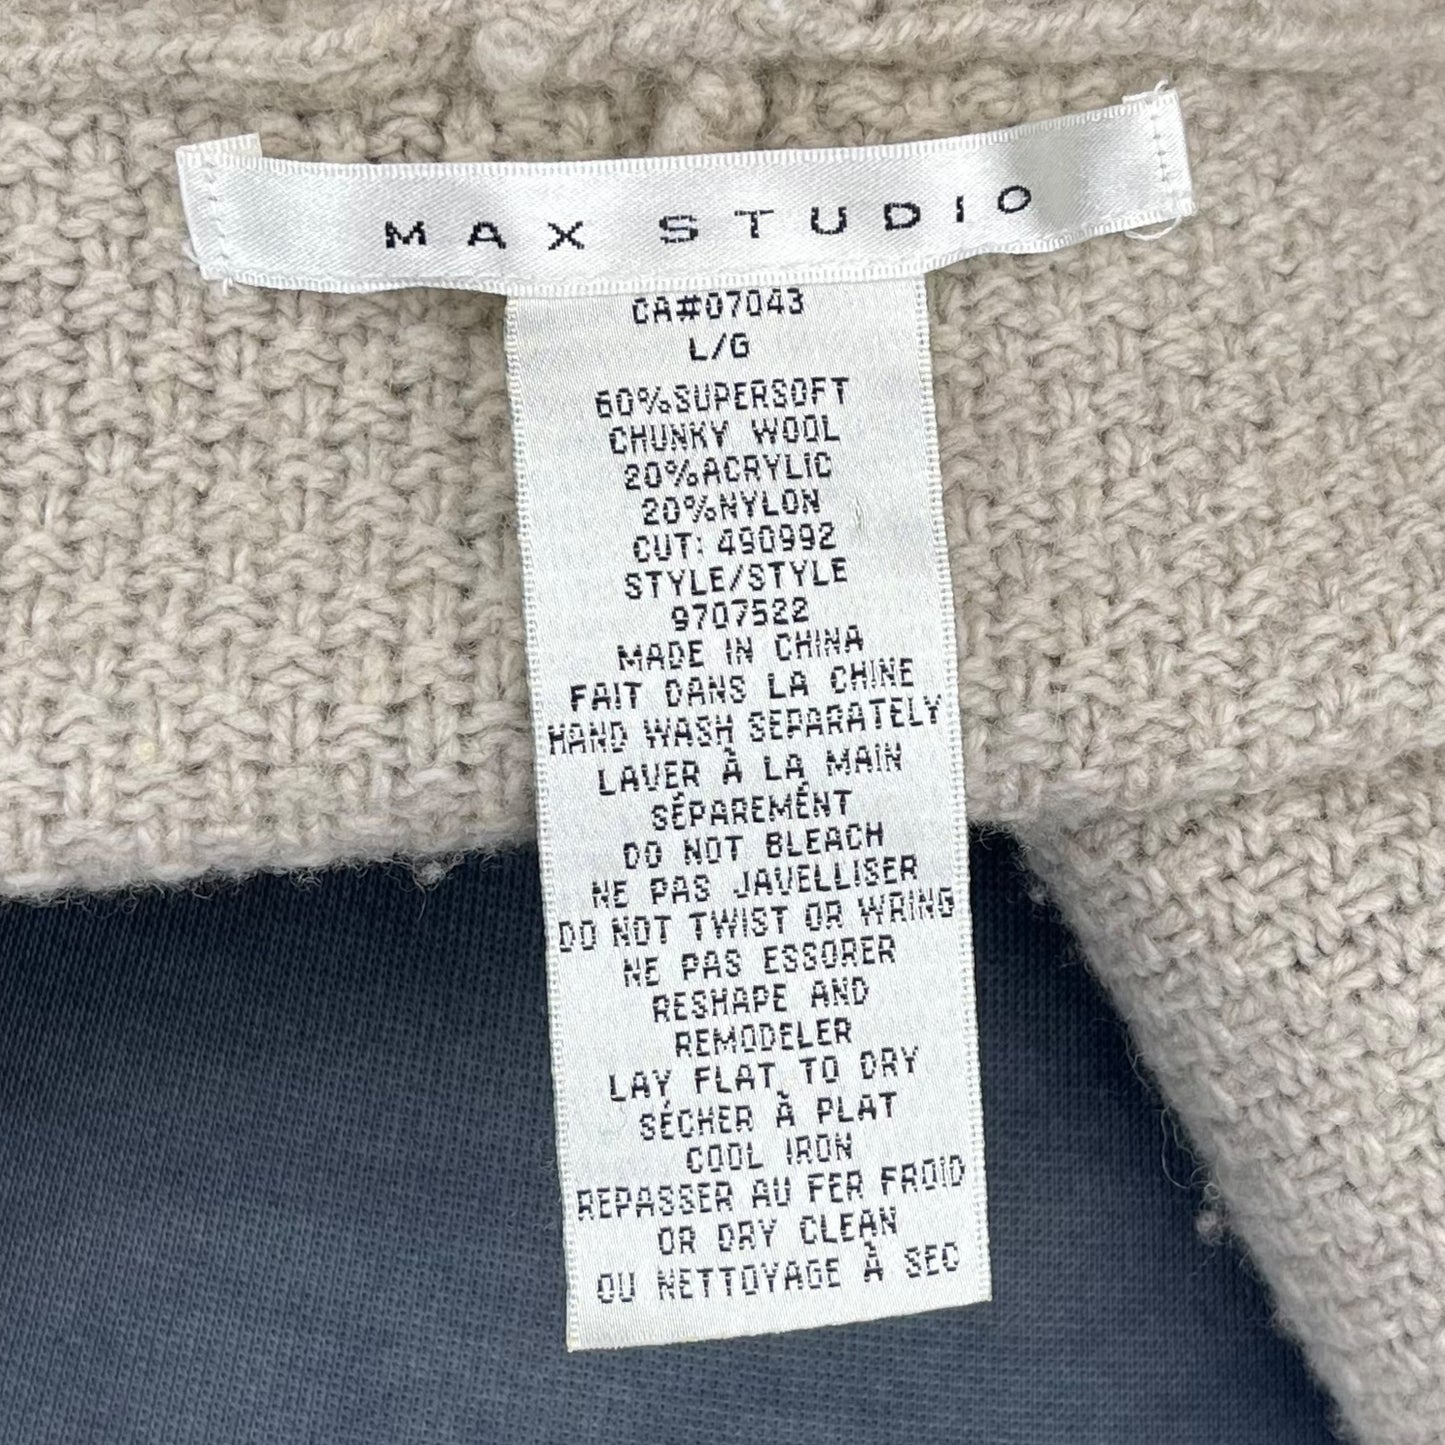 MAX STUDIO
CA#07043
L/G
60%SUPERSOFT
CHUNKY WOOL
20%ACRYLIC
20%NYLON
CUT: 490992
STYLE/STYLE
9707522
MADE IN CHINA
FAIT DANS LA CHINE
HAND WASH SEPARATELY
LAVER À LA MAIN
SÉPAREMÉNT
DO NOT BLEACH
NE PAS JAVELLISER
DO NOT TWIST OR WRING
NE PAS ESSORER
RESHAPE AND
REMODELER
LAY FLAT TO DRY
SÉCHER À PLAT
COOL IRON
REPASSER AU FER FROID
OR DRY CLEAN
OU NETTOYAGE À SEC